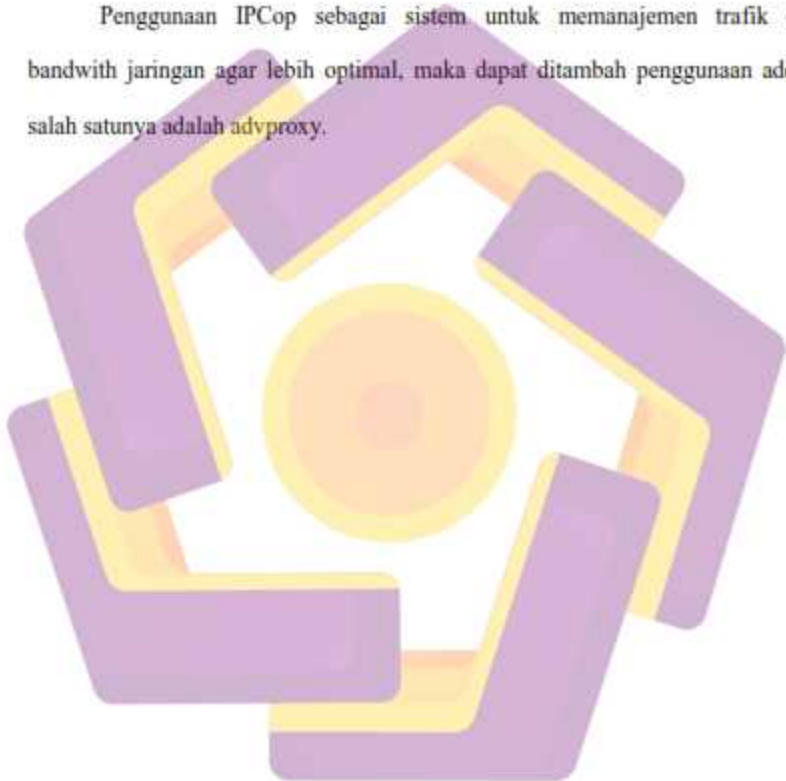 Penggunaan IPCop sebagai sistem untuk memanajemen trafik
bandwith jaringan agar lebih optimal, maka dapat ditambah penggunaan
salah satunya adalah advproxy.